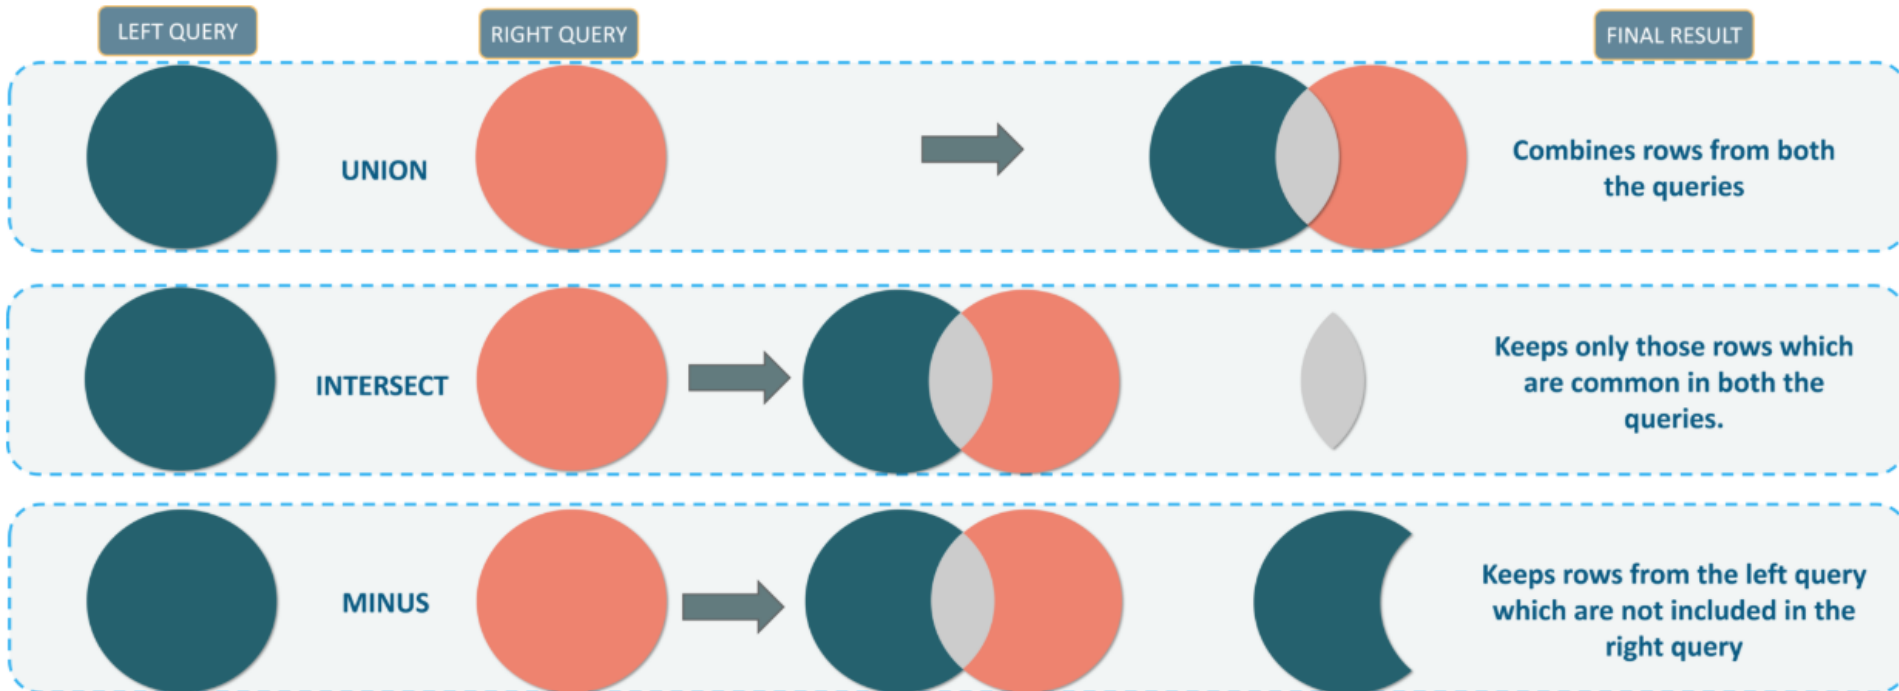 LEFT QUERY
RIGHT QUERY
FINAL RESULT
UNION
Combines rows from both
the queries
INTERSECT
Keeps only those rows which
are common in both the
queries.
MINUS
Keeps rows from the left query
which are not included in the
right query